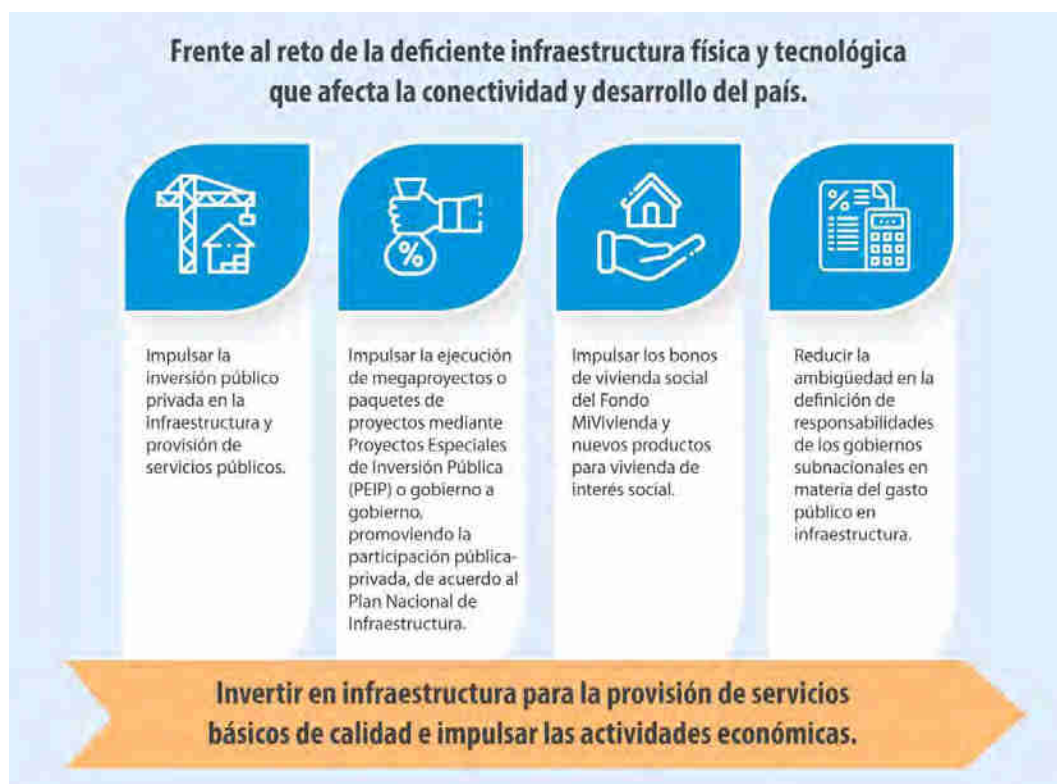 Frente al reto de la deficiente infraestructura física y tecnológica
que afecta la conectividad y desarrollo del país.
%
%
Impulsar la
inversión público
privada en la
infraestructura y
provisión de
servicios públicos.
Impulsar la ejecución
de megaproyectos o
paquetes de
proyectos mediante
Proyectos Especiales
de Inversión Pública
(PEIP) o gobierno a
gobierno,
promoviendo la
participación pública-
privada, de acuerdo al
Plan Nacional de
Infraestructura.
Impulsar los bonos
de vivienda social
del Fondo
MiVivienda y
nuevos productos
para vivienda de
interés social.
Reducir la
ambigüedad en la
definición de
responsabilidades
de los gobiernos
subnacionales en
materia del gasto
público en
infraestructura.
Invertir en infraestructura para la provisión de servicios
básicos de calidad e impulsar las actividades económicas.